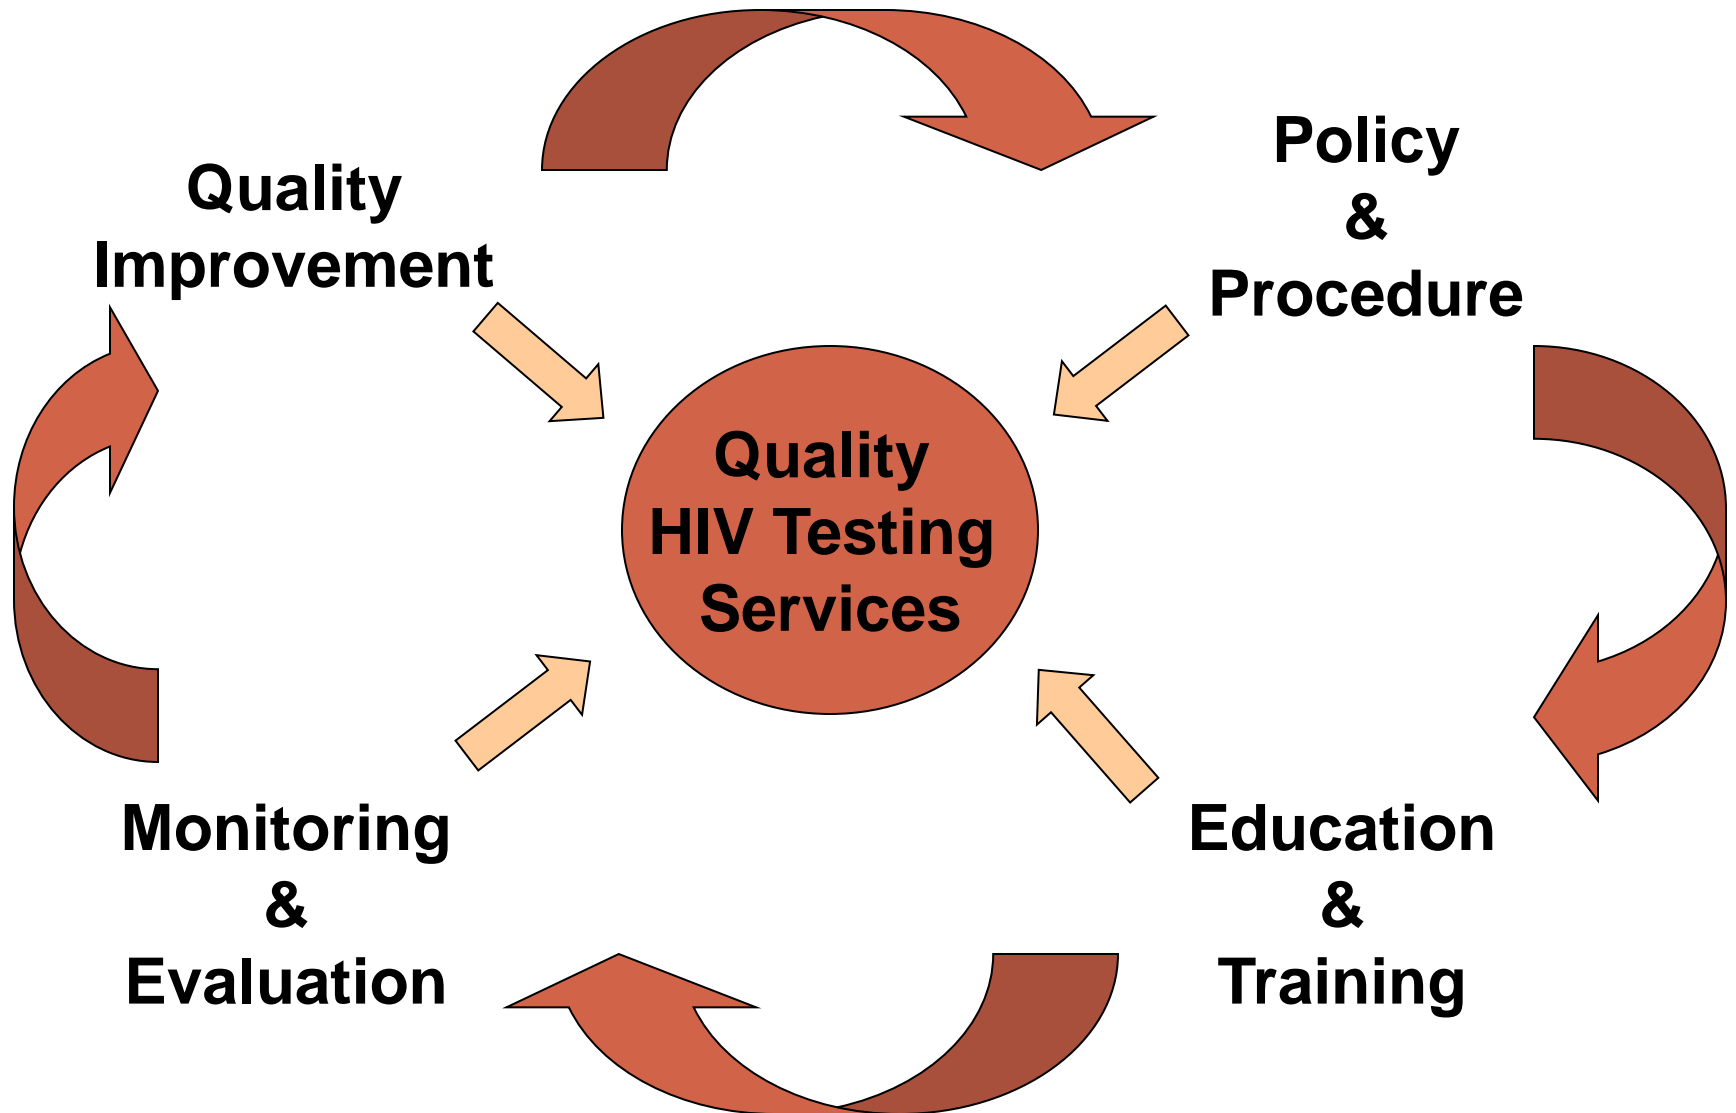 Quality
Improvement
Policy
&
Procedure
Quality
HIV Testing
Services
Monitoring
&
Evaluation
Education
&
Training